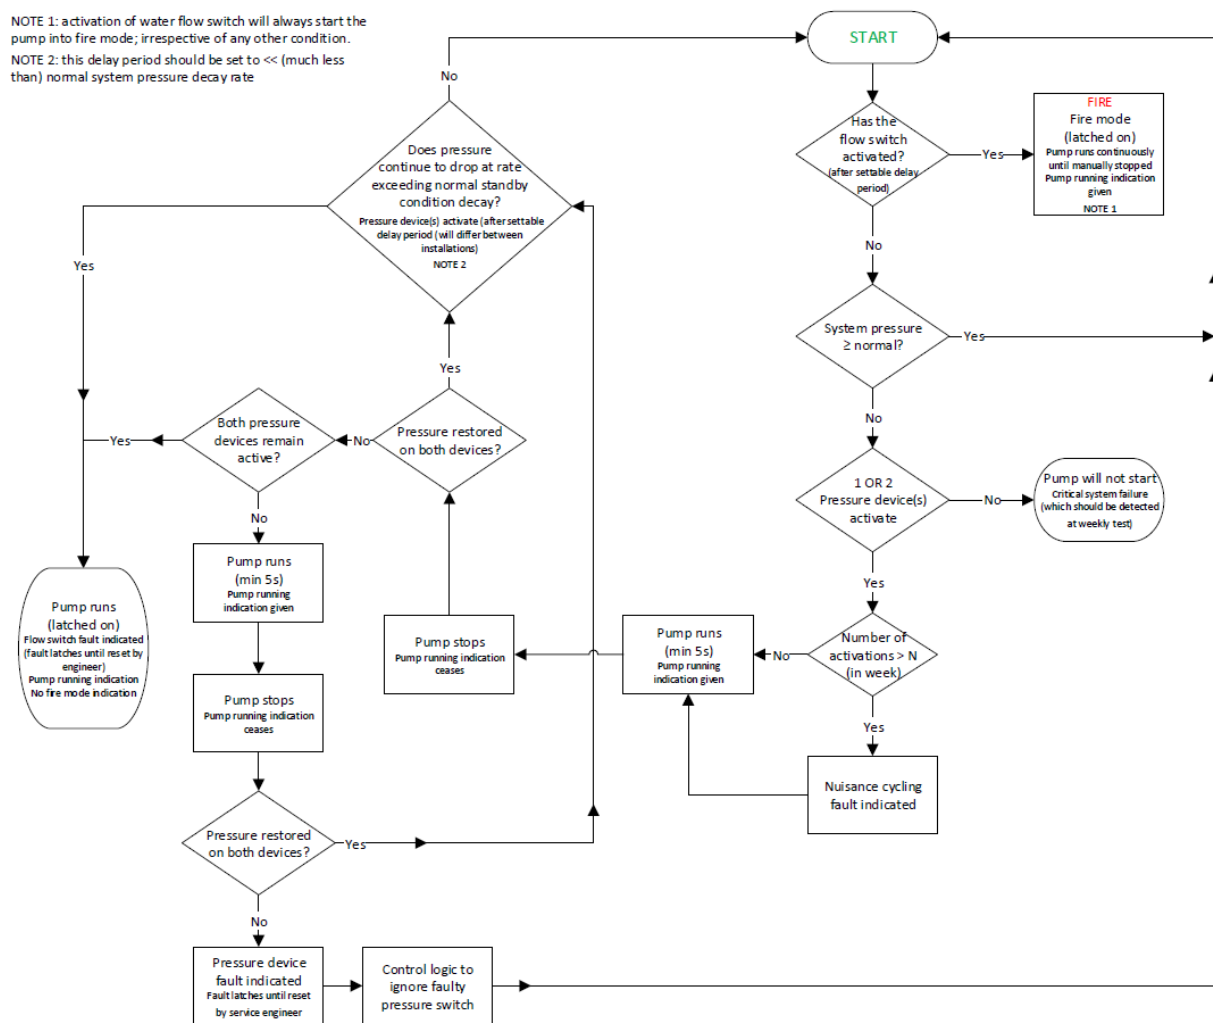 NOTE 1: activation of water flow switch will always start the
pump into fire mode; irrespective of any other condition.
NOTE 2: this delay period should be set to << (much less
than) normal system pressure decay rate
START
No
Has the
flow switch
activated?
(after settable delay
period)
Yes
FIRE
Fire mode
(latched on)
Pump runs continuously
until manually stopped
Pump running indication
given
NOTE 1
Does pressure
continue to drop at rate
exceeding normal standby
condition decay?
Pressure device(s) activate (after settable
delay period (will differ between
installations)
NOTE 2
Yes
No
System pressure
≥ normal?
Yes
Yes
No
Both pressure
devices remain
active?
Yes
No
Pressure restored
on both devices?
1 OR 2
Pressure device(s)
activate
No
Pump will not start
Critical system failure
(which should be detected
at weekly test)
No
Yes
Pump runs
(min 5s)
Pump running
indication given
Pump runs
(latched on)
Flow switch fault indicated
(fault latches until reset by
engineer)
Pump running indication
No fire mode indication
Pump stops
Pump running indication
ceases
Pump runs
(min 5s)
Pump running
indication given
No
Number of
activations > N
(in week)
Yes
Pump stops
Pump running indication
ceases
Nuisance cycling
fault indicated
Pressure restored
on both devices?
Yes
No
Pressure device
fault indicated
Fault latches until reset
by service engineer
Control logic to
ignore faulty
pressure switch